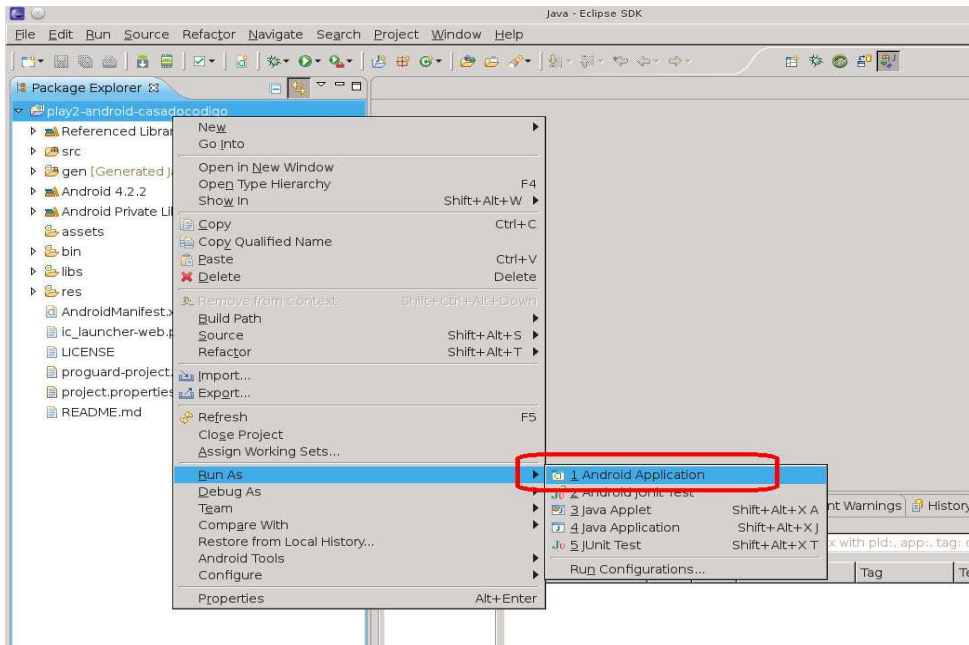 Java - Eclipse SDK
File Edit Run Source Refactor Navigate Search Project Window Help
Package Explorer
play2-android-casadocodigo
Referenced Librar
src
gen [Generated J
Android 4.2.2
Android Private Li
assets
bin
libs
res
AndroidManifest.x
ic_launcher-web.p
LICENSE
proguard-project.
project.properties
README.md
New
Go Into
Open in New Window
Open Type Hierarchy F4
Show In Shift+Alt+W
Copy Ctrl+C
Copy Qualified Name
Paste Ctrl+V
Delete Delete
Remove from Context Shift+Ctrl+Alt+Down
Build Path
Source Shift+Alt+S
Refactor Shift+Alt+T
Import...
Export...
Refresh F5
Close Project
Assign Working Sets...
Run As
Debug As
Team
Compare With
Restore from Local History...
Android Tools
Configure
Properties Alt+Enter
1 Android Application
2 Android JUnit Test
3 Java Applet Shift+Alt+X A
4 Java Application Shift+Alt+X J
5 JUnit Test Shift+Alt+X T
Run Configurations...
nt Warnings History
x with pid:, app:, tag:
Tag Te